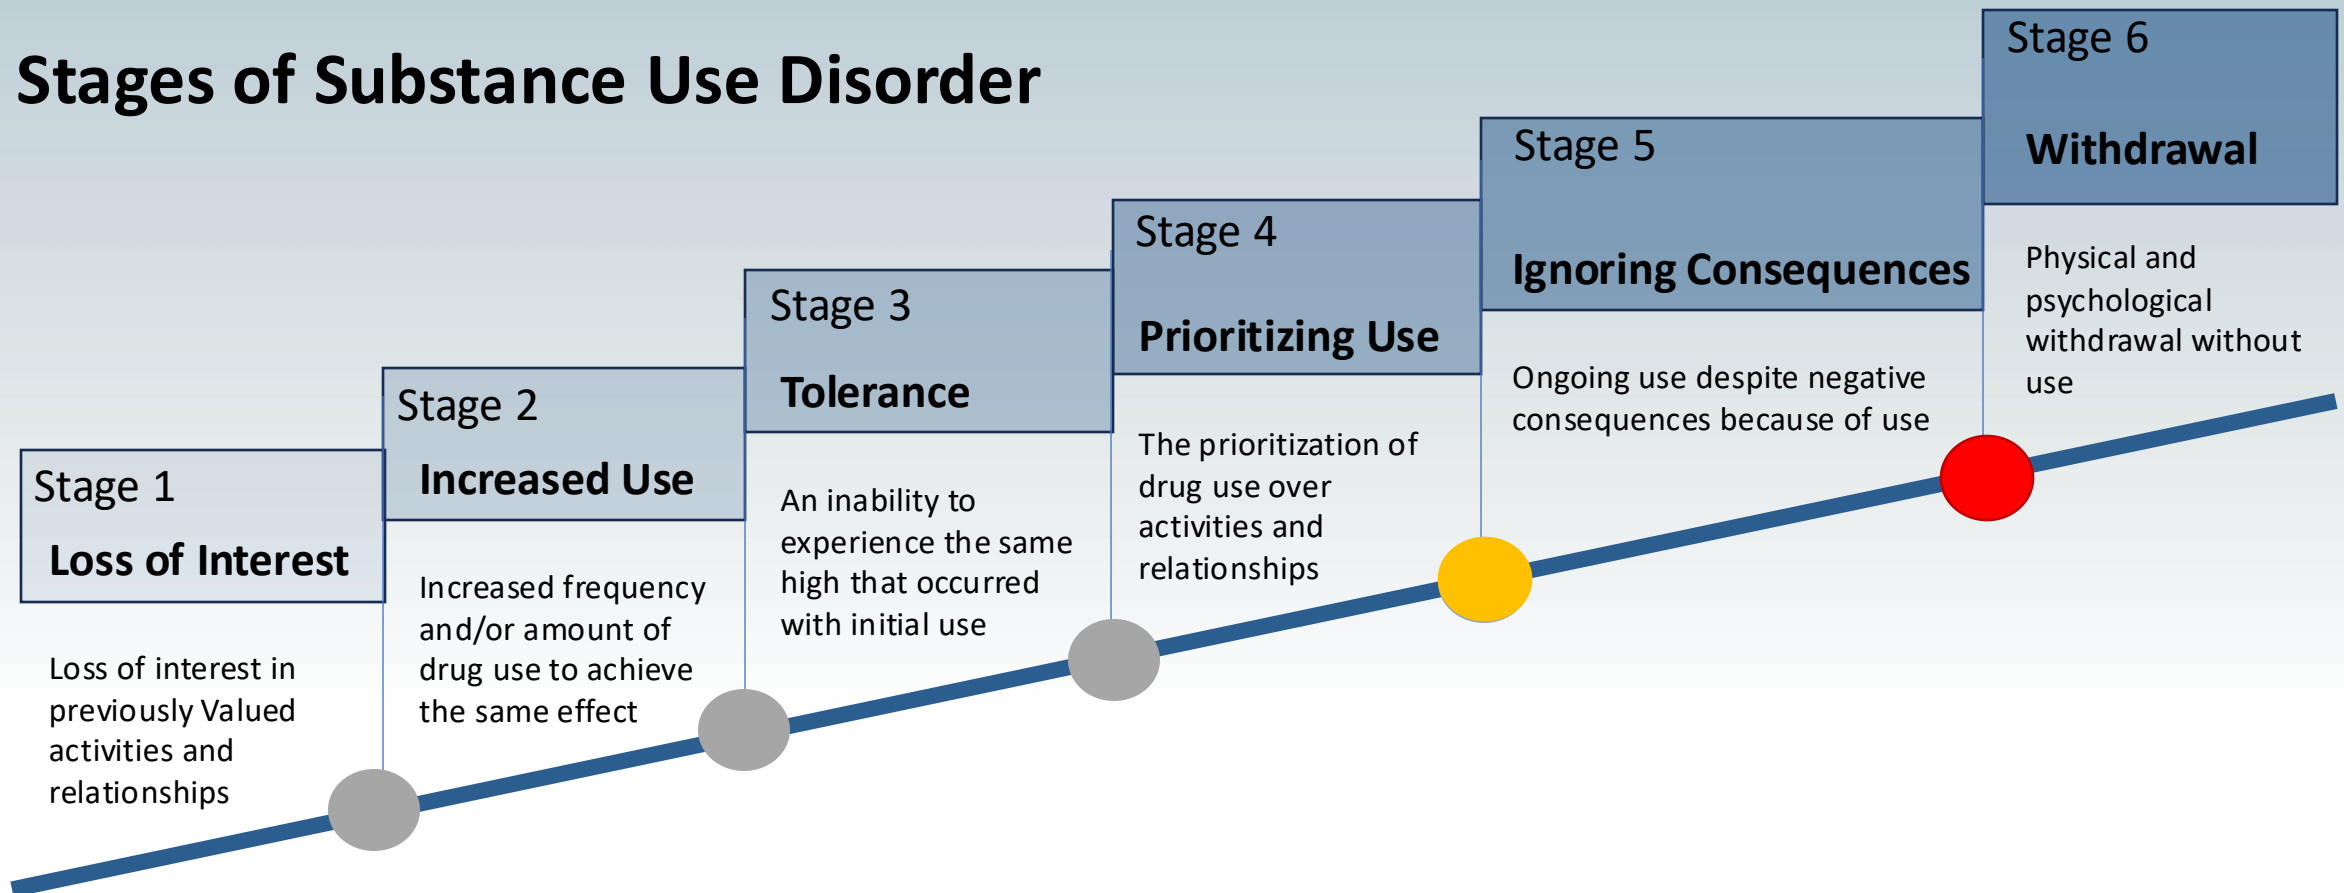 Stages of Substance Use Disorder
Stage 1
Loss of Interest
Loss of interest in
previously Valued
activities and
relationships
Stage 2
Increased Use
Increased frequency
and/or amount of
drug use to achieve
the same effect
Stage 3
Tolerance
An inability to
experience the same
high that occurred
with initial use
Stage 4
Prioritizing Use
The prioritization of
drug use over
activities and
relationships
Stage 5
Ignoring Consequences
Ongoing use despite negative
consequences because of use
Stage 6
Withdrawal
Physical and
psychological
withdrawal without
use